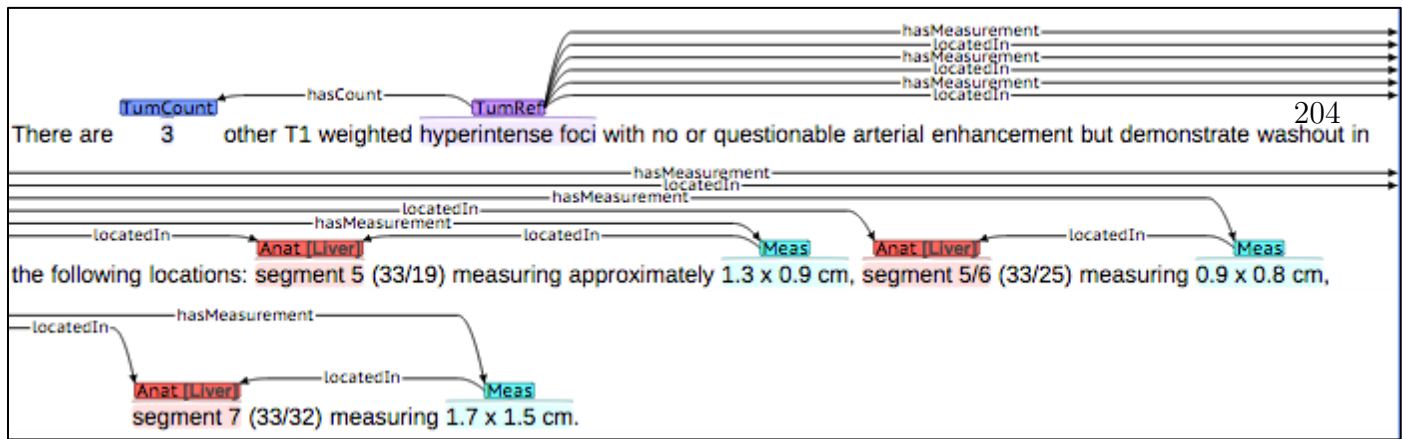 hasMeasurement
locatedIn
hasMeasurement
locatedIn
hasMeasurement
hasCount locatedIn
TumCount TumRef
204
There are 3 other T1 weighted hyperintense foci with no or questionable arterial enhancement but demonstrate washout in
hasMeasurement
locatedIn
hasMeasurement
locatedIn
hasMeasurement
locatedIn locatedIn locatedIn
Anat [Liver] Meas Anat [Liver] Meas
the following locations: segment 5 (33/19) measuring approximately 1.3 x 0.9 cm, segment 5/6 (33/25) measuring 0.9 x 0.8 cm,
hasMeasurement
locatedIn
locatedIn
Anat [Liver] Meas
segment 7 (33/32) measuring 1.7 x 1.5 cm.